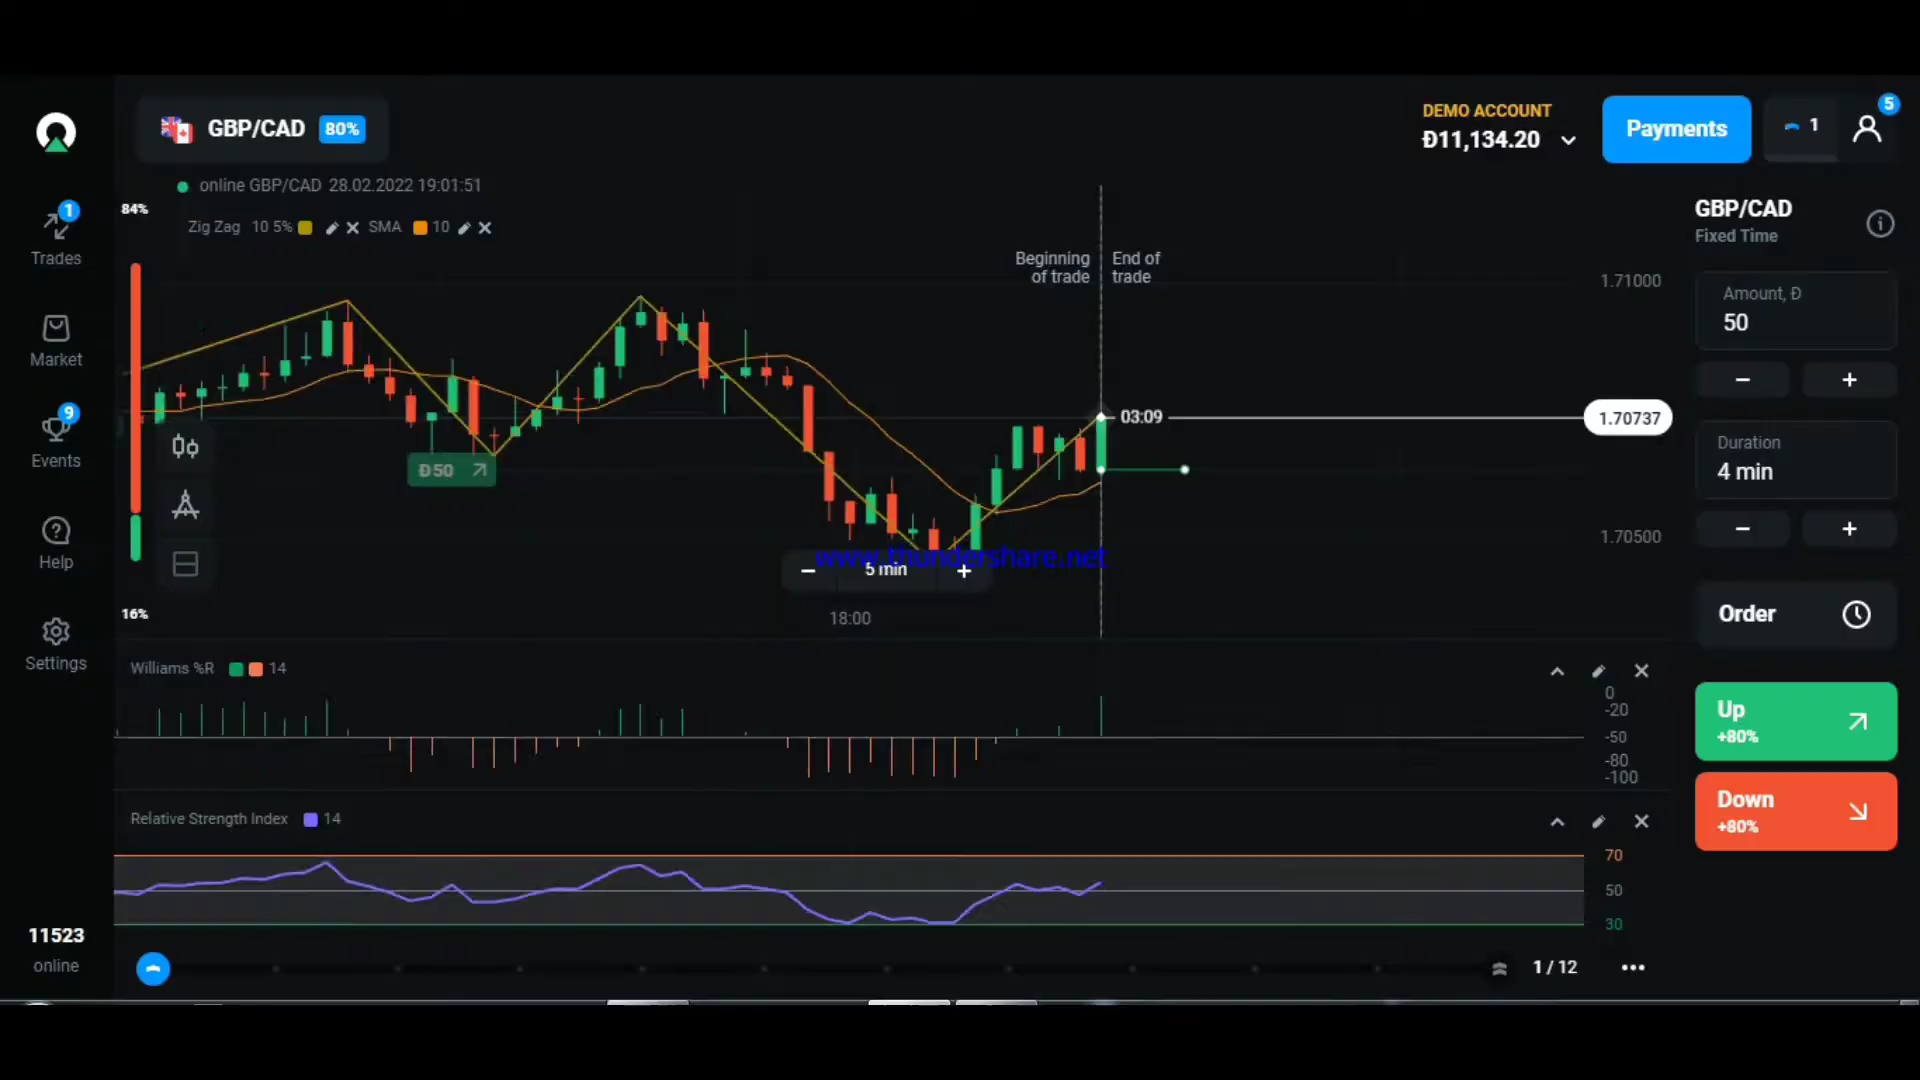 GBP/CAD 80%
DEMO ACCOUNT
Đ11,134.20
Payments
1
5
online GBP/CAD 28.02.2022 19:01:51
84%
Zig Zag 10 5% SMA 10
1
Trades
Market
9
Events
Help
Settings
Beginning of trade
End of trade
1.71000
03:09
1.70737
Đ50
1.70500
www.thundershare.net
5 min
16%
18:00
GBP/CAD
Fixed Time
Amount, Đ
50
Duration
4 min
Order
Up
+80%
Down
+80%
Williams %R 14
0
-20
-50
-80
-100
Relative Strength Index 14
70
50
30
11523
online
1 / 12